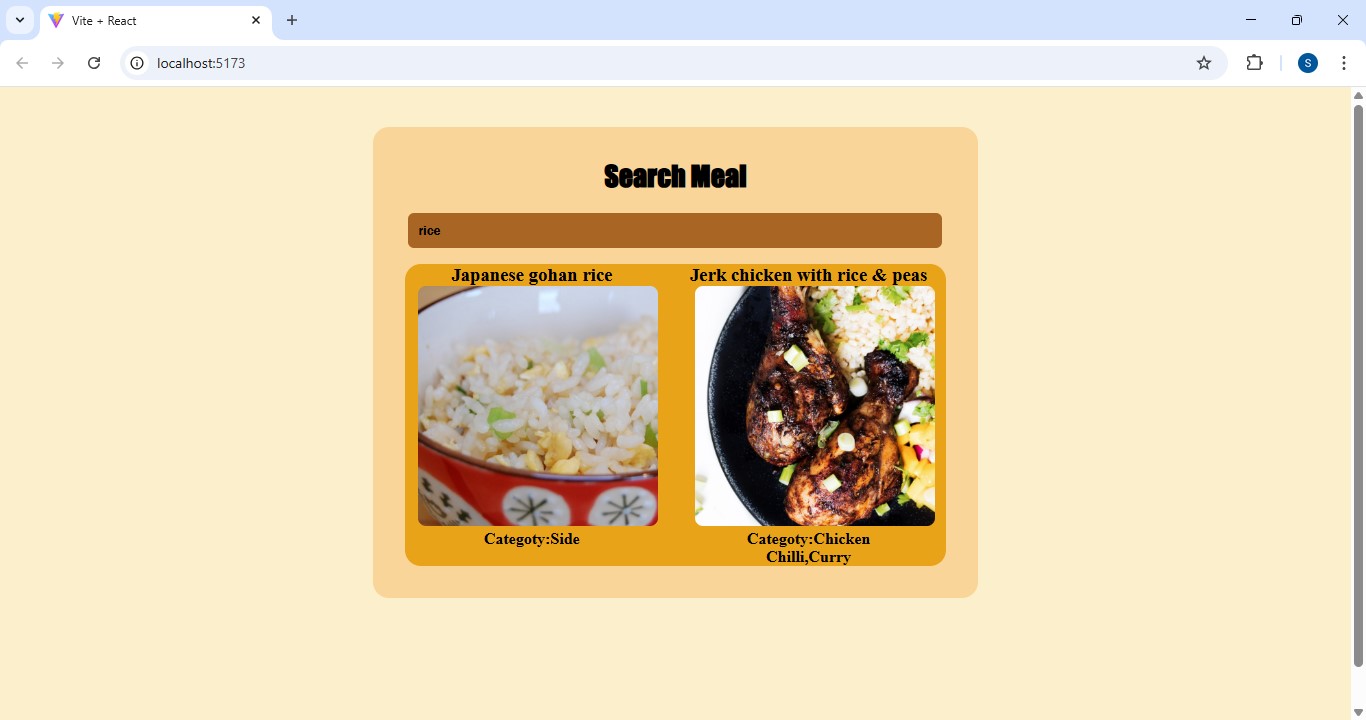 Vite + React
localhost:5173
S
Search Meal
rice
Japanese gohan rice
Jerk chicken with rice & peas
Categoty:Side
Categoty:Chicken
Chilli,Curry